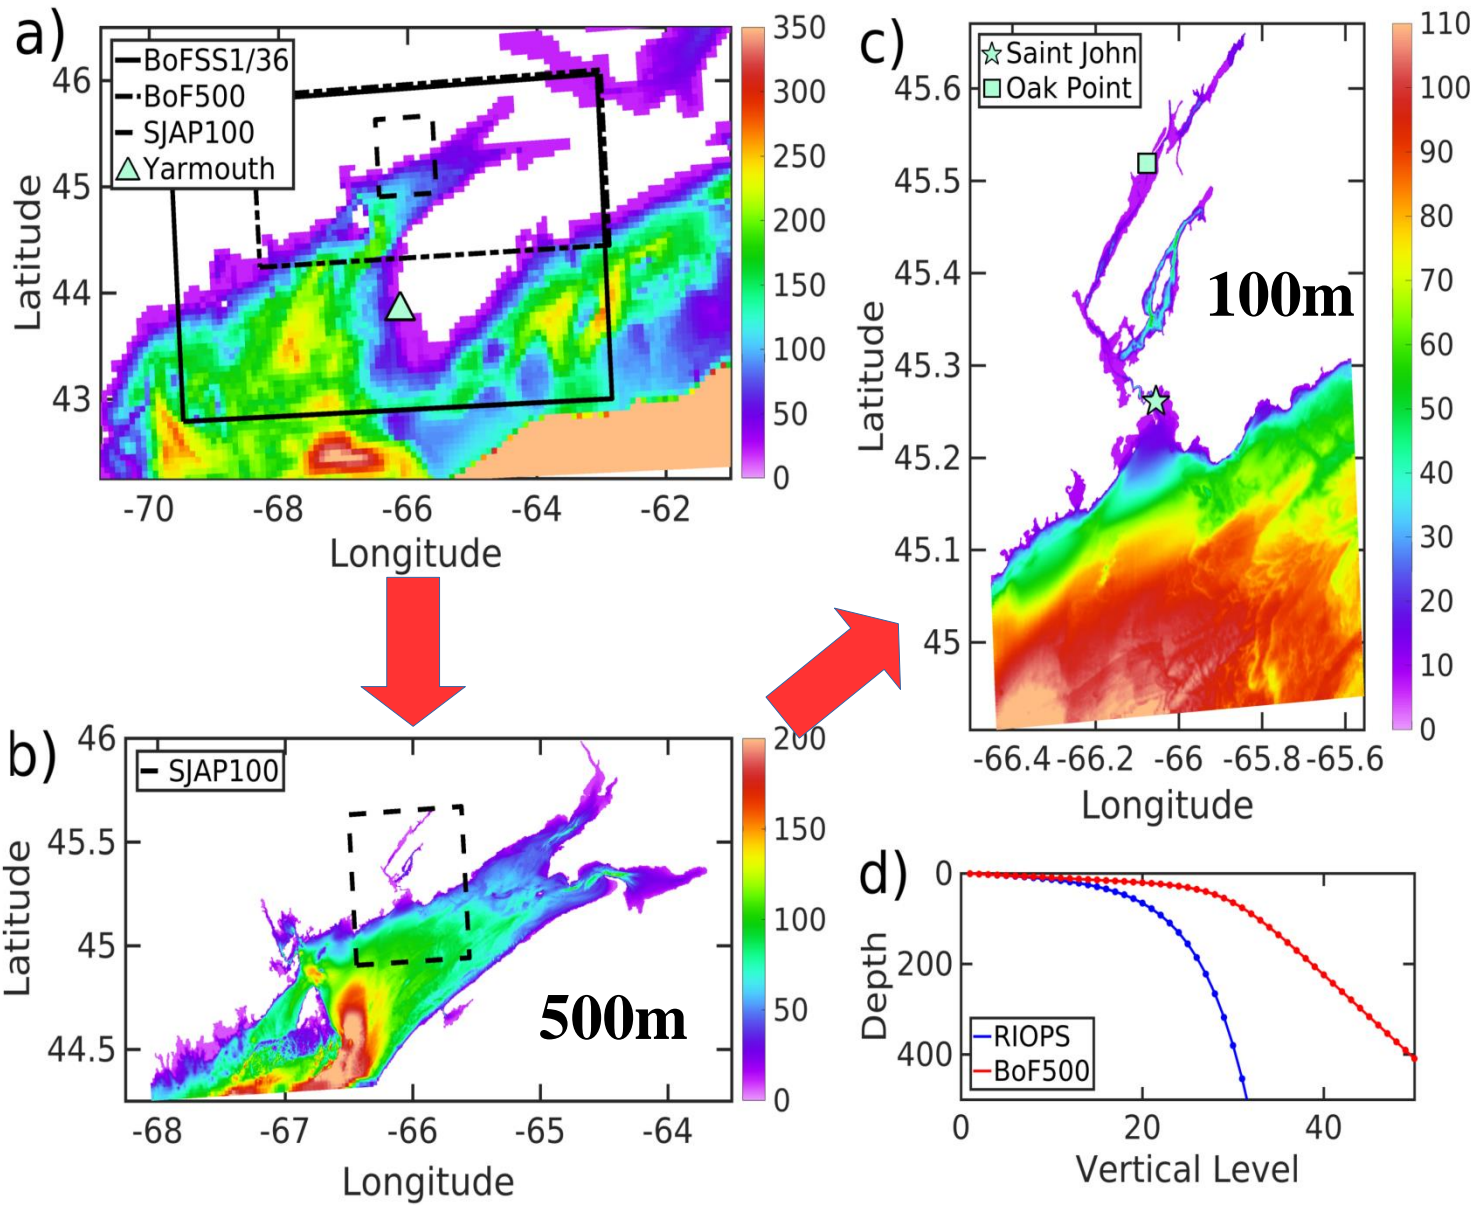 a)
BoFSS1/36
BoF500
SJAP100
Yarmouth
46
45
44
43
Latitude
-70
-68
-66
-64
-62
Longitude
350
300
250
200
150
100
50
0
c)
Saint John
Oak Point
45.6
45.5
45.4
45.3
45.2
45.1
45
Latitude
100m
-66.4
-66.2
-66
-65.8
-65.6
Longitude
110
100
90
80
70
60
50
40
30
20
10
0
b)
SJAP100
46
45.5
45
44.5
Latitude
500m
-68
-67
-66
-65
-64
Longitude
200
150
100
50
0
d)
0
200
400
Depth
RIOPS
BoF500
0
20
40
Vertical Level